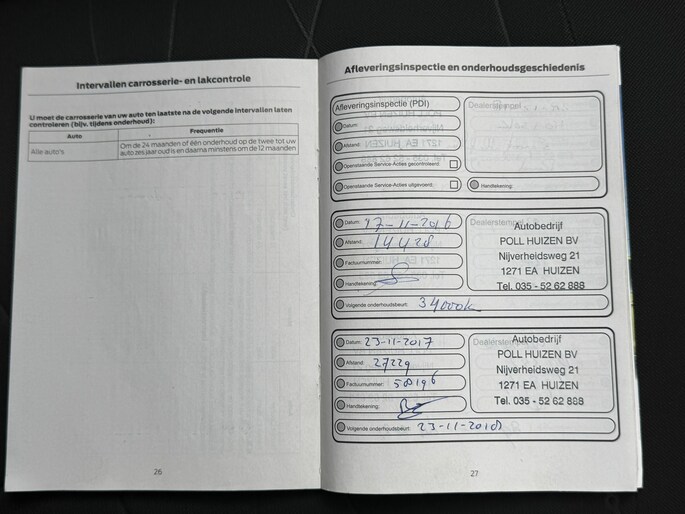 Intervallen carrosserie- en lakcontrole
U moet de carrosserie van uw auto ten laatste na de volgende intervallen laten
controleren (bijv. tijdens onderhoud):
Auto Frequentie
Alle auto's Om de 24 maanden of één onderhoud op de twee tot uw
auto zes jaar oud is en daarna minstens om de 12 maanden
26
Afleveringsinspectie en onderhoudsgeschiedenis
Afleveringsinspectie (PDI)
Dealerstempel
Datum:
Afstand:
Openstaande Service-Acties gecontroleerd:
Openstaande Service-Acties uitgevoerd:
Handtekening:
Datum: 17-11-2016
Afstand: 14428
Factuurnummer:
Handtekening:
Volgende onderhoudsbeurt: 34000k
Dealerstempel
Autobedrijf
POLL HUIZEN BV
Nijverheidsweg 21
1271 EA HUIZEN
Tel. 035 - 52 62 888
Datum: 23-11-2017
Afstand: 27229
Factuurnummer: 58196
Handtekening:
Volgende onderhoudsbeurt: 23-11-2018
Dealerstempel
Autobedrijf
POLL HUIZEN BV
Nijverheidsweg 21
1271 EA HUIZEN
Tel. 035 - 52 62 888
27